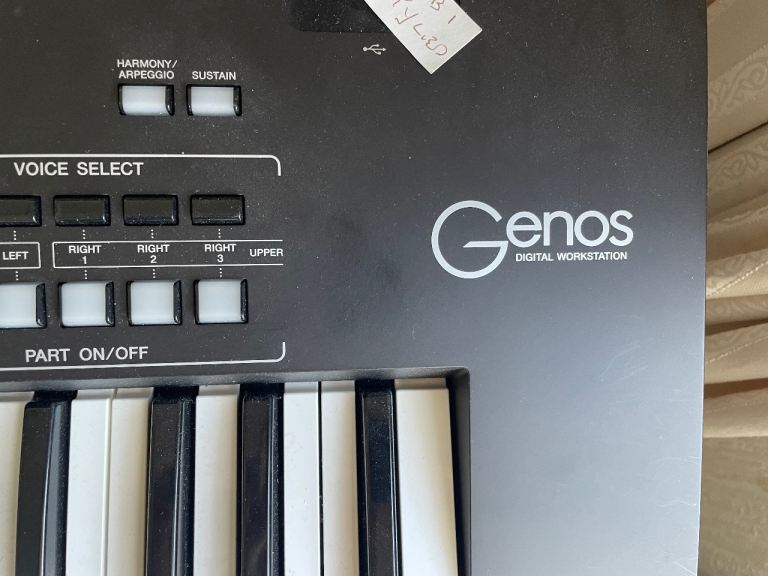 B 1
HARMONY/
ARPEGGIO
SUSTAIN
VOICE SELECT
LEFT
RIGHT
1
RIGHT
2
RIGHT
3
UPPER
PART ON/OFF
Genos
DIGITAL WORKSTATION